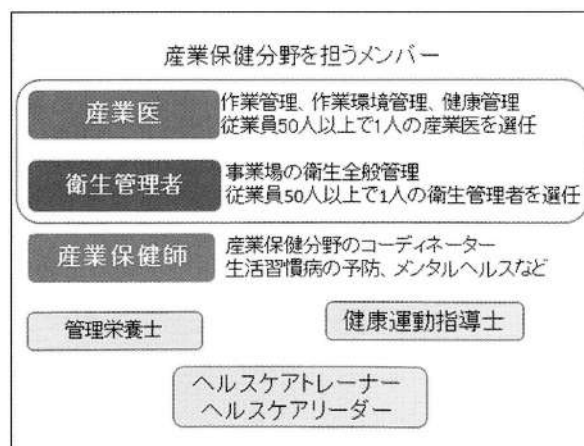 産業保健分野を担うメンバー
産業医
作業管理、作業環境管理、健康管理
従業員50人以上で1人の産業医を選任
衛生管理者
事業場の衛生全般管理
従業員50人以上で1人の衛生管理者を選任
産業保健師
産業保健分野のコーディネーター
生活習慣病の予防、メンタルヘルスなど
管理栄養士
健康運動指導士
ヘルスケアトレーナー
ヘルスケアリーダー